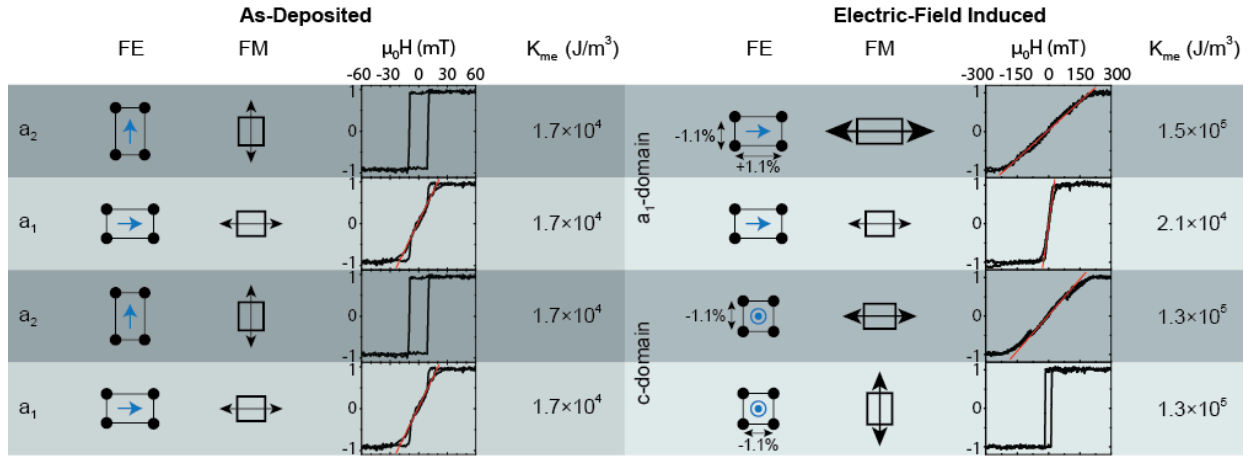 As-Deposited Electric-Field Induced
FE FM µ₀H (mT) Kme (J/m³) FE FM µ₀H (mT) Kme (J/m³)
-60 -30 0 30 60 -300 -150 0 150 300
a₂ 1 0 -1 1.7×10⁴ -1.1% +1.1% 1 0 -1 1.5×10⁵
a₁ 1 0 -1 1.7×10⁴ 1 0 -1 2.1×10⁴
a₁-domain
a₂ 1 0 -1 1.7×10⁴ -1.1% 1 0 -1 1.3×10⁵
a₁ 1 0 -1 1.7×10⁴ -1.1% 1 0 -1 1.3×10⁵
c-domain